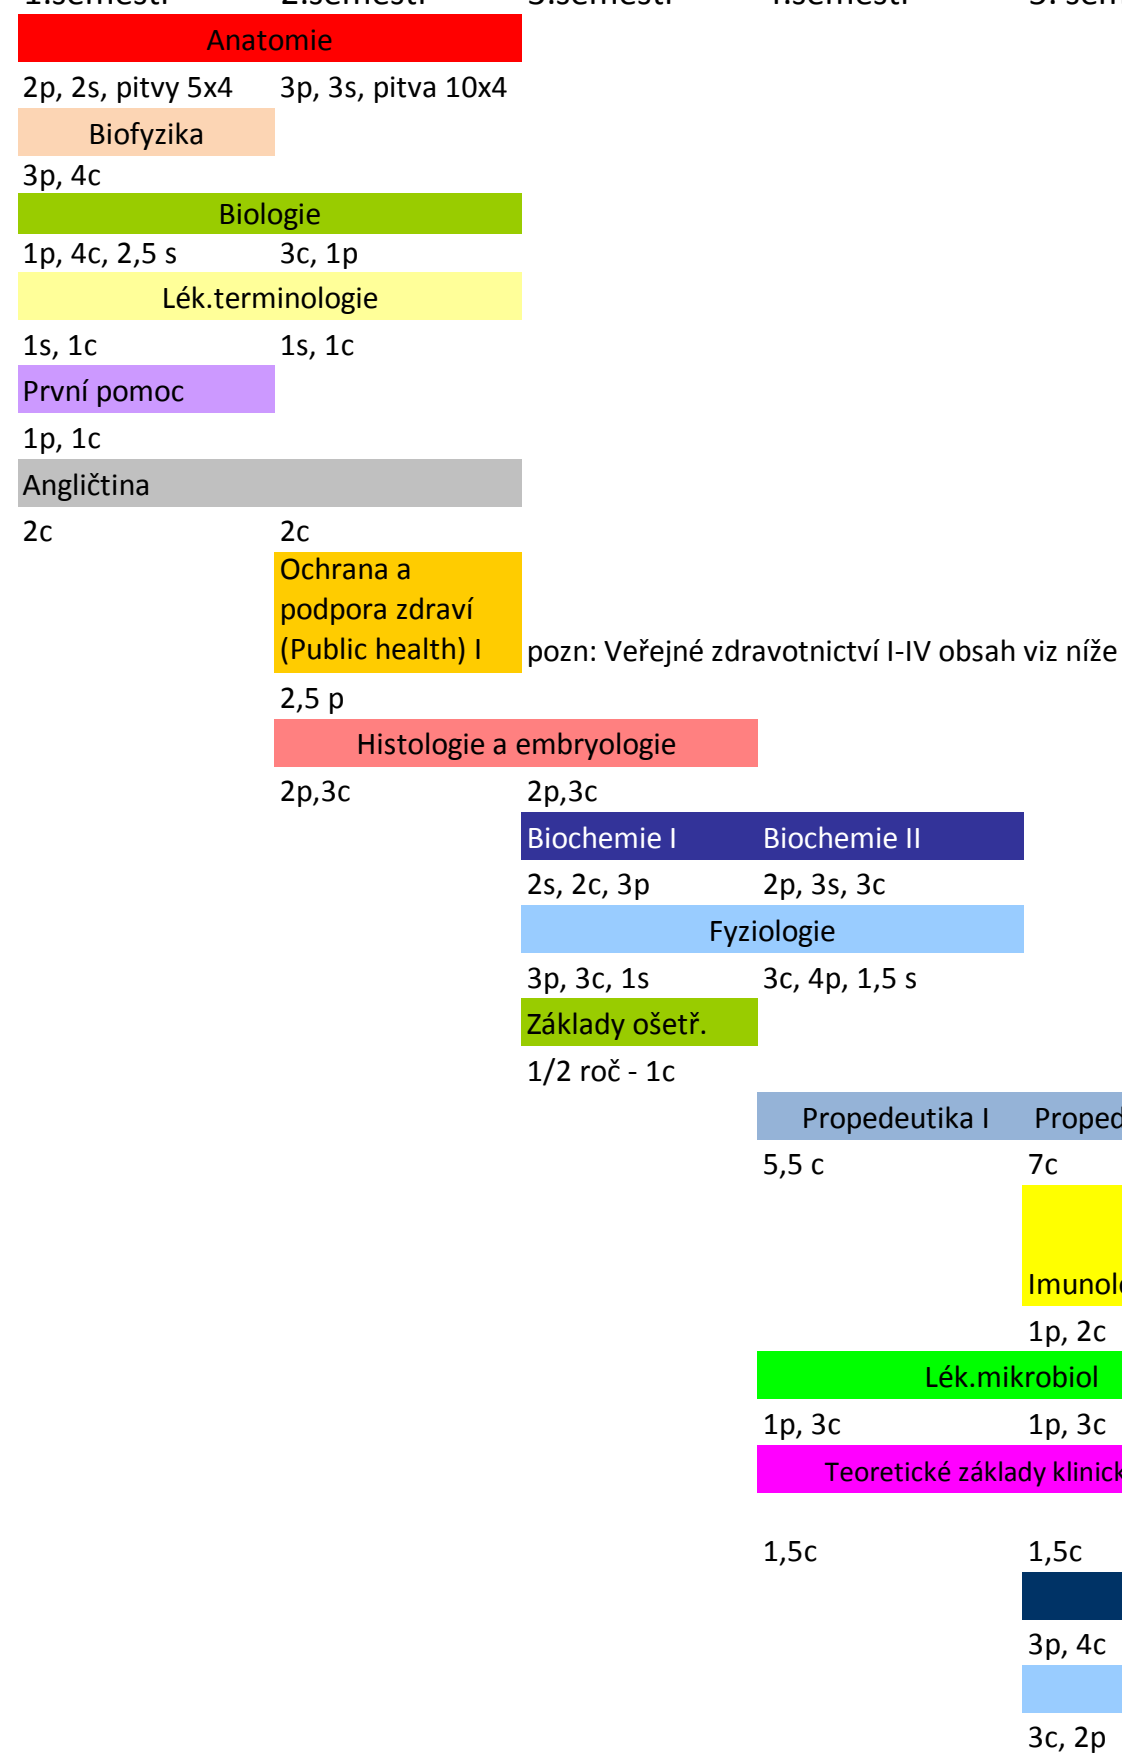 Anatomie
2p, 2s, pitvy 5x4 3p, 3s, pitva 10x4
Biofyzika
3p, 4c
Biologie
1p, 4c, 2,5 s 3c, 1p
Lék.terminologie
1s, 1c 1s, 1c
První pomoc
1p, 1c
Angličtina
2c 2c
Ochrana a
podpora zdraví
(Public health) I pozn: Veřejné zdravotnictví I-IV obsah viz níže
2,5 p
Histologie a embryologie
2p,3c 2p,3c
Biochemie I Biochemie II
2s, 2c, 3p 2p, 3s, 3c
Fyziologie
3p, 3c, 1s 3c, 4p, 1,5 s
Základy ošetř.
1/2 roč - 1c
Propedeutika I
5,5 c 7c
1p, 2c
Lék.mikrobiol
1p, 3c 1p, 3c
Teoretické základy
1,5c 1,5c
3p, 4c
3c, 2p